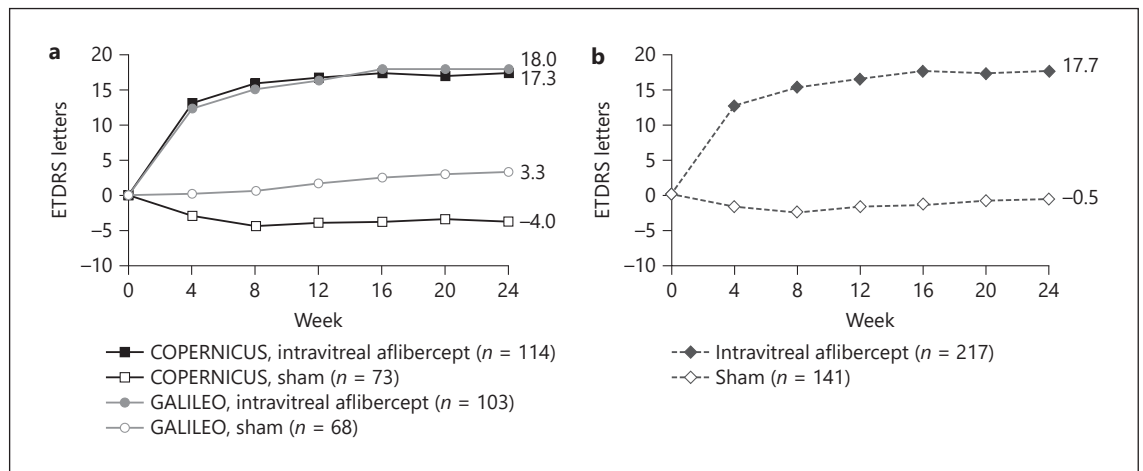 a
20
15
10
5
0
–5
–10
ETDRS letters
18.0
17.3
3.3
–4.0
0 4 8 12 16 20 24
Week
COPERNICUS, intravitreal aflibercept (n = 114)
COPERNICUS, sham (n = 73)
GALILEO, intravitreal aflibercept (n = 103)
GALILEO, sham (n = 68)
b
20
15
10
5
0
–5
–10
ETDRS letters
17.7
–0.5
0 4 8 12 16 20 24
Week
Intravitreal aflibercept (n = 217)
Sham (n = 141)